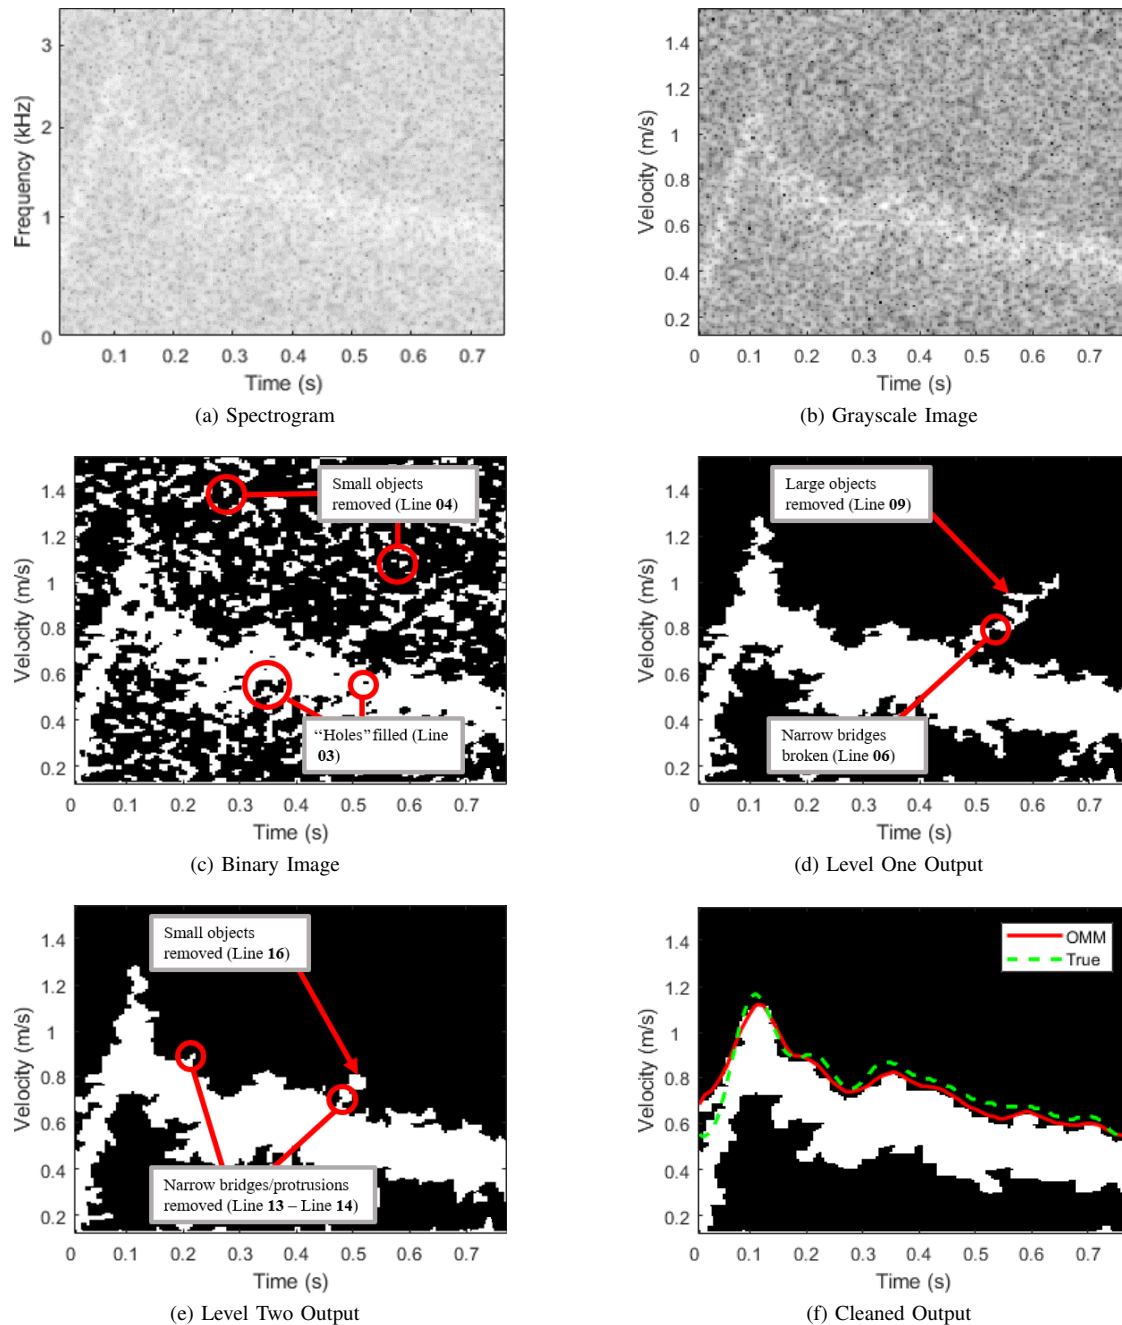 3
2
1
0
Frequency (kHz)
0.1 0.2 0.3 0.4 0.5 0.6 0.7
Time (s)
(a) Spectrogram
1.4
1.2
1
0.8
0.6
0.4
0.2
Velocity (m/s)
0 0.1 0.2 0.3 0.4 0.5 0.6 0.7
Time (s)
(b) Grayscale Image
Small objects
removed (Line 04)
1.4
1.2
1
0.8
0.6
0.4
0.2
Velocity (m/s)
“Holes” filled (Line
03)
0 0.1 0.2 0.3 0.4 0.5 0.6 0.7
Time (s)
(c) Binary Image
Large objects
removed (Line 09)
1.4
1.2
1
0.8
0.6
0.4
0.2
Velocity (m/s)
Narrow bridges
broken (Line 06)
0 0.1 0.2 0.3 0.4 0.5 0.6 0.7
Time (s)
(d) Level One Output
Small objects
removed (Line 16)
1.4
1.2
1
0.8
0.6
0.4
0.2
Velocity (m/s)
Narrow bridges/protrusions
removed (Line 13 – Line 14)
0 0.1 0.2 0.3 0.4 0.5 0.6 0.7
Time (s)
(e) Level Two Output
OMM
True
1.4
1.2
1
0.8
0.6
0.4
0.2
Velocity (m/s)
0 0.1 0.2 0.3 0.4 0.5 0.6 0.7
Time (s)
(f) Cleaned Output